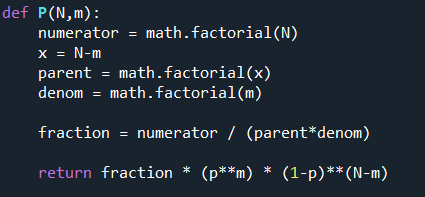 def P(N,m):
    numerator = math.factorial(N)
    x = N-m
    parent = math.factorial(x)
    denom = math.factorial(m)
    fraction = numerator / (parent*denom)
    return fraction * (p**m) * (1-p)**(N-m)